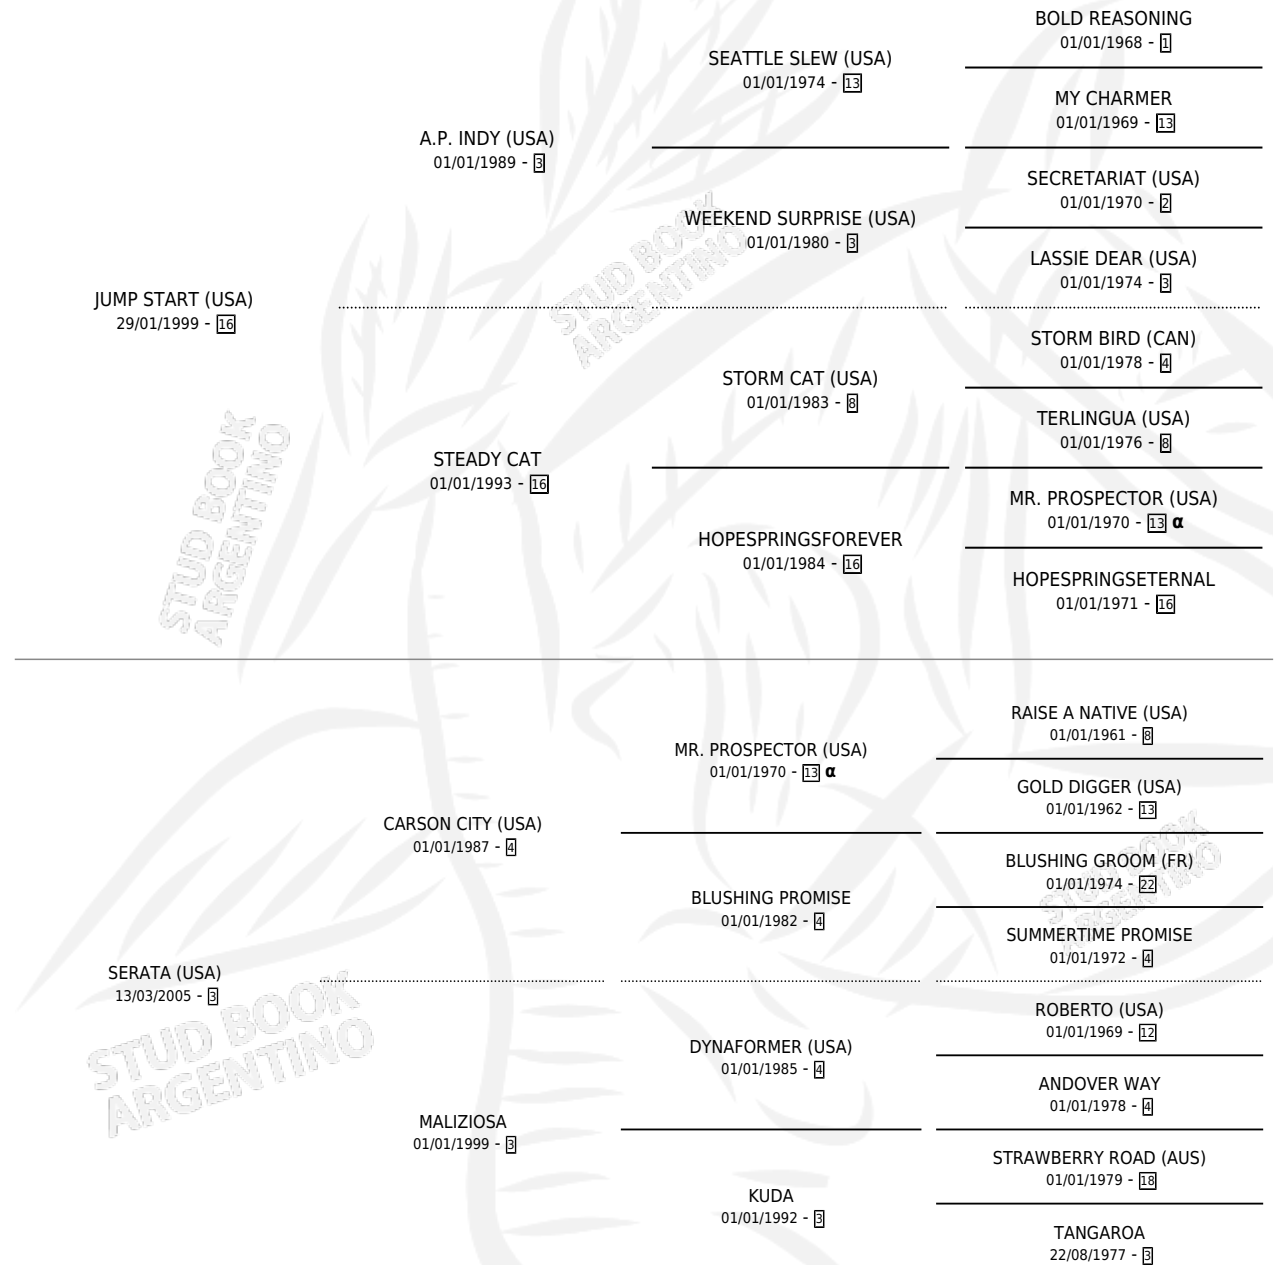 BOLD REASONING
01/01/1968 - 1
SEATTLE SLEW (USA)
01/01/1974 - 13
MY CHARMER
01/01/1969 - 13
A.P. INDY (USA)
01/01/1989 - 3
SECRETARIAT (USA)
01/01/1970 - 2
WEEKEND SURPRISE (USA)
01/01/1980 - 3
LASSIE DEAR (USA)
01/01/1974 - 3
JUMP START (USA)
29/01/1999 - 16
STORM BIRD (CAN)
01/01/1978 - 4
STORM CAT (USA)
01/01/1983 - 8
TERLINGUA (USA)
01/01/1976 - 8
STEADY CAT
01/01/1993 - 16
MR. PROSPECTOR (USA)
01/01/1970 - 13 α
HOPESPRINGSFOREVER
01/01/1984 - 16
HOPESPRINGSETERNAL
01/01/1971 - 16
RAISE A NATIVE (USA)
01/01/1961 - 8
MR. PROSPECTOR (USA)
01/01/1970 - 13 α
GOLD DIGGER (USA)
01/01/1962 - 13
CARSON CITY (USA)
01/01/1987 - 4
BLUSHING GROOM (FR)
01/01/1974 - 22
BLUSHING PROMISE
01/01/1982 - 4
SUMMERTIME PROMISE
01/01/1972 - 4
SERATA (USA)
13/03/2005 - 3
ROBERTO (USA)
01/01/1969 - 12
DYNAFORMER (USA)
01/01/1985 - 4
ANDOVER WAY
01/01/1978 - 4
MALIZIOSA
01/01/1999 - 3
STRAWBERRY ROAD (AUS)
01/01/1979 - 18
KUDA
01/01/1992 - 3
TANGAROA
22/08/1977 - 3
STUD BOOK
ARGENTINO
STUD BOOK
ARGENTINO
STUD BOOK
ARGENTINO
STUD BOOK
ARGENTINO